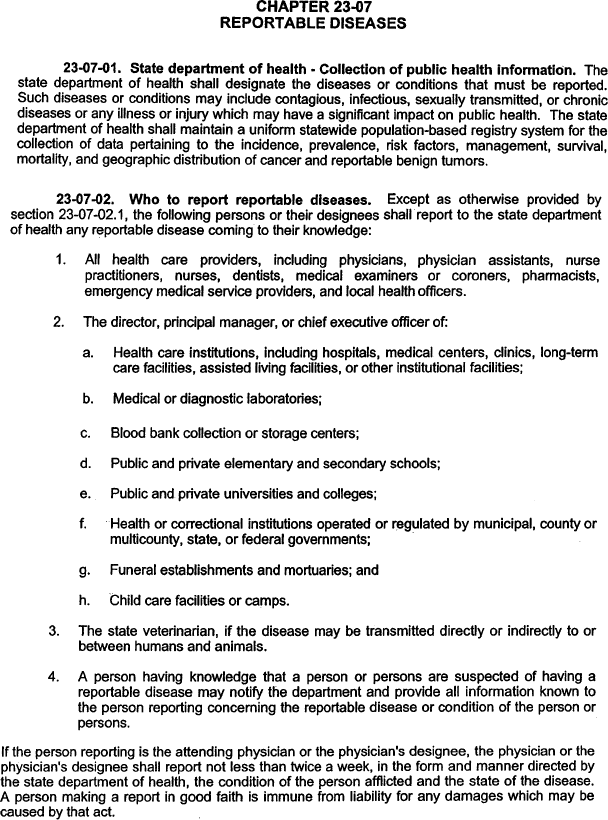 CHAPTER 23-07
REPORTABLE DISEASES
23-07-01. State department of health - Collection of public health information. The
state department of health shall designate the diseases or conditions that must be reported.
Such diseases or conditions may include contagious, infectious, sexually transmitted, or chronic
diseases or any illness or injury which may have a significant impact on public health. The state
department of health shall maintain a uniform statewide population-based registry system for the
collection of data pertaining to the incidence, prevalence, risk factors, management, survival,
mortality, and geographic distribution of cancer and reportable benign tumors.
23-07-02. Who to report reportable diseases. Except as otherwise provided by
section 23-07-02.1, the following persons or their designees shall report to the state department
of health any reportable disease coming to their knowledge:
1. All health care providers, including physicians, physician assistants, nurse
practitioners, nurses, dentists, medical examiners or coroners, pharmacists,
emergency medical service providers, and local health officers.
2. The director, principal manager, or chief executive officer of:
a. Health care institutions, including hospitals, medical centers, clinics, long-term
care facilities, assisted living facilities, or other institutional facilities;
b. Medical or diagnostic laboratories;
c. Blood bank collection or storage centers;
d. Public and private elementary and secondary schools;
e. Public and private universities and colleges;
f. Health or correctional institutions operated or regulated by municipal, county or
multicounty, state, or federal governments;
g. Funeral establishments and mortuaries; and
h. Child care facilities or camps.
3. The state veterinarian, if the disease may be transmitted directly or indirectly to or
between humans and animals.
4. A person having knowledge that a person or persons are suspected of having a
reportable disease may notify the department and provide all information known to
the person reporting concerning the reportable disease or condition of the person or
persons.
If the person reporting is the attending physician or the physician's designee, the physician or the
physician's designee shall report not less than twice a week, in the form and manner directed by
the state department of health, the condition of the person afflicted and the state of the disease.
A person making a report in good faith is immune from liability for any damages which may be
caused by that act.